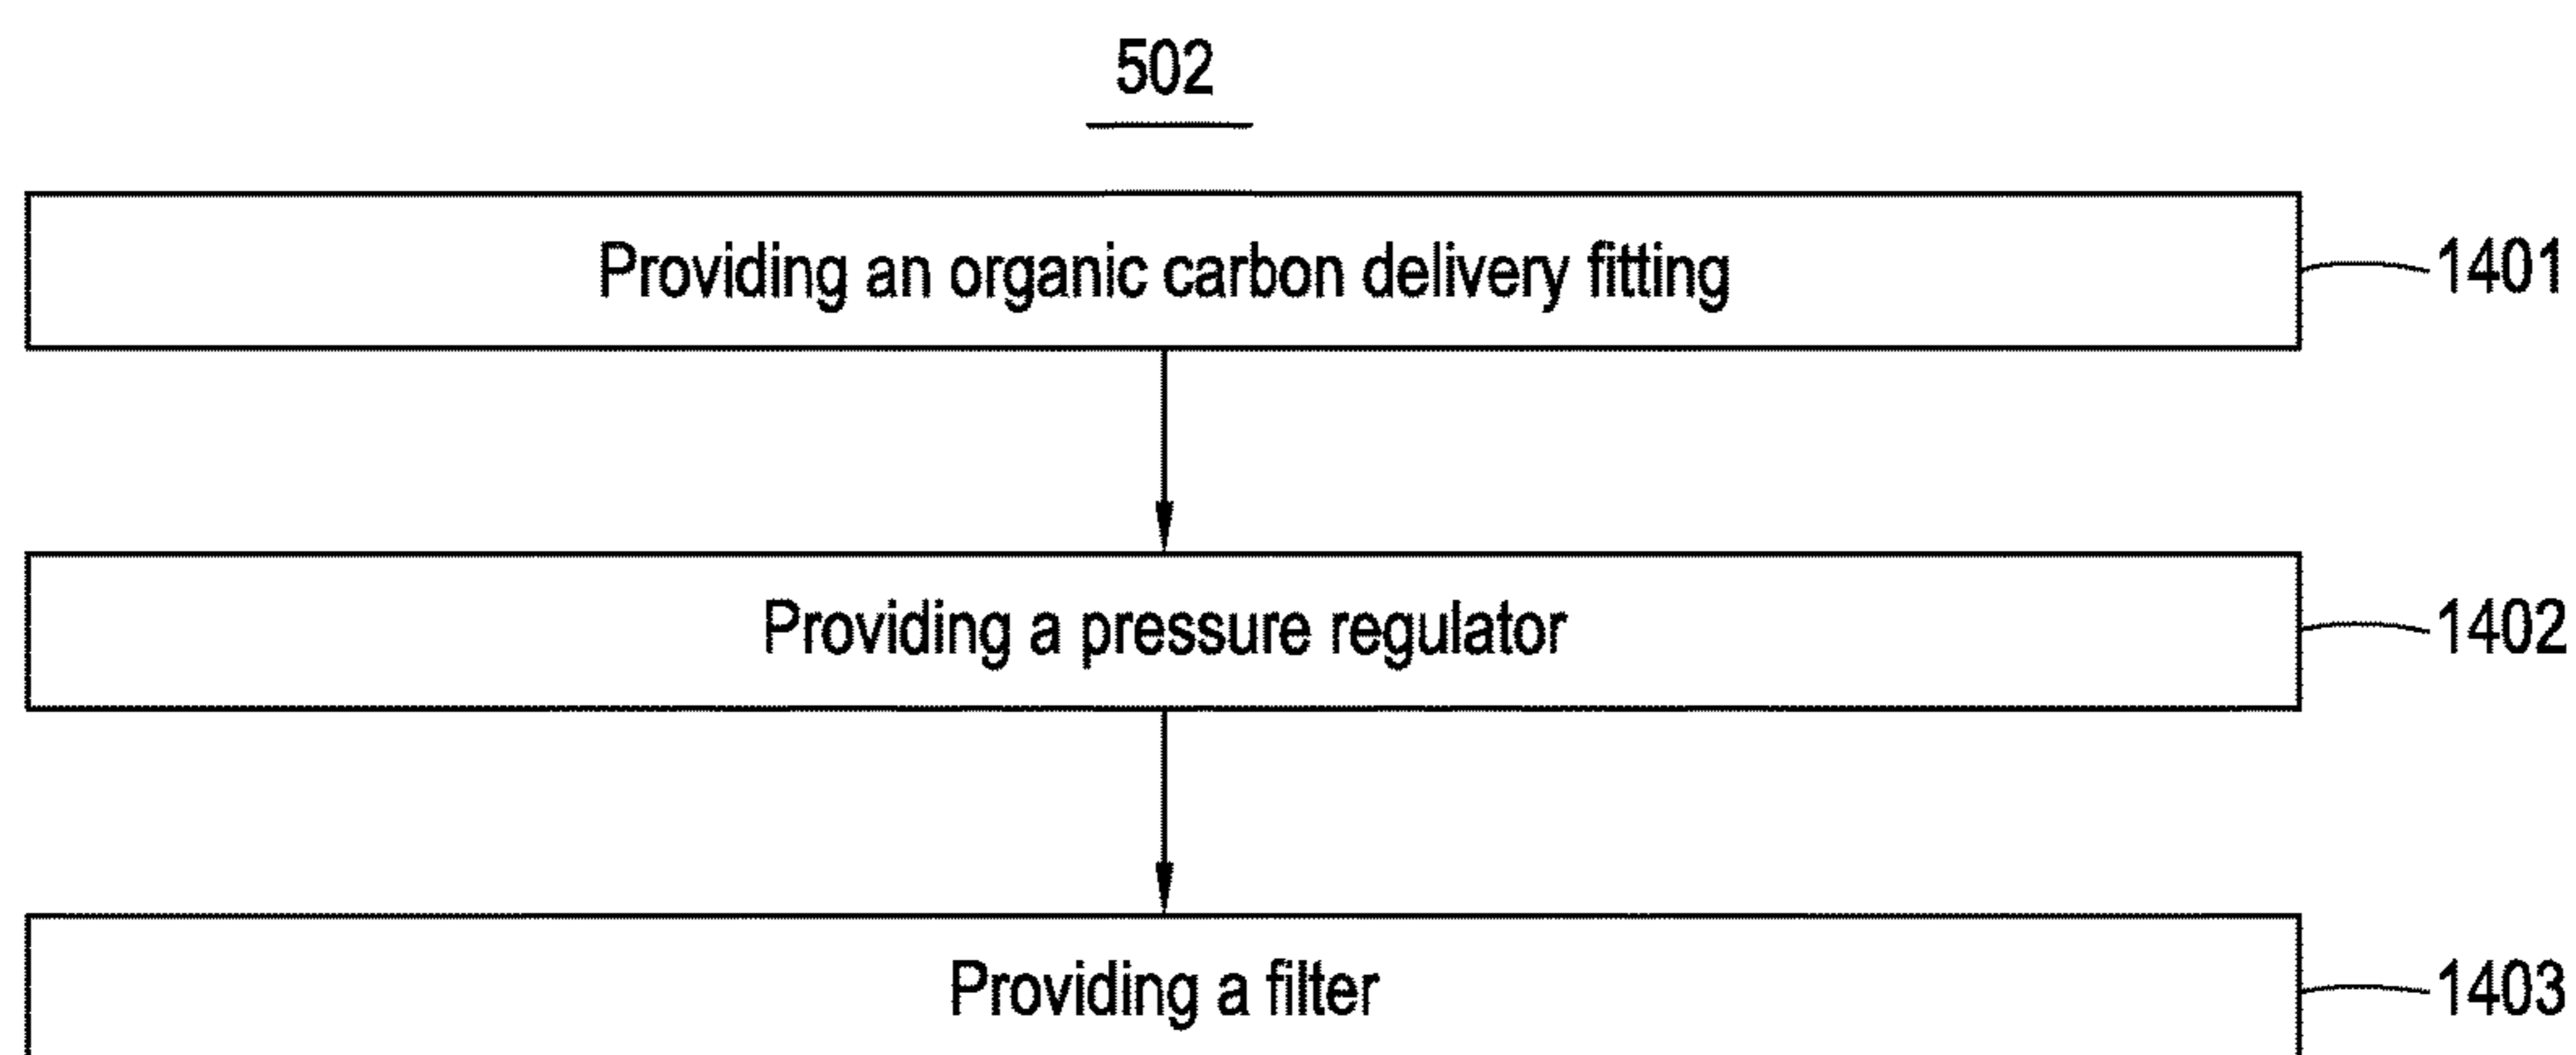 502
Providing an organic carbon delivery fitting
1401
Providing a pressure regulator
1402
Providing a filter
1403